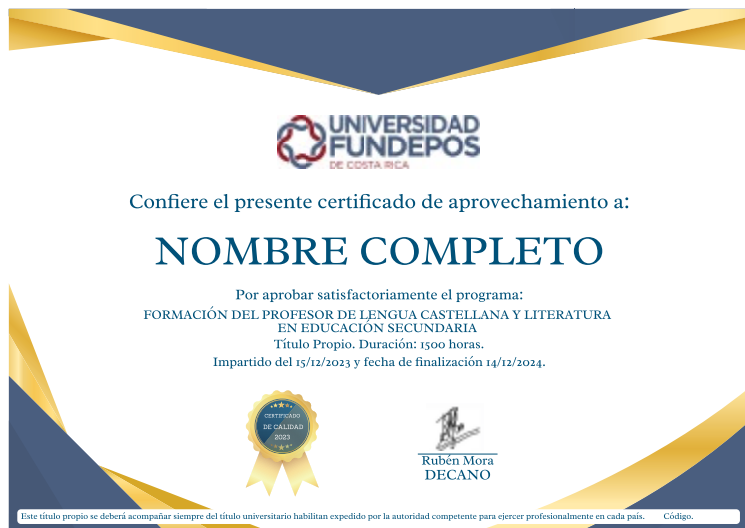 UNIVERSIDAD
FUNDEPOS
DE COSTA RICA
Confiere el presente certificado de aprovechamiento a:
NOMBRE COMPLETO
Por aprobar satisfactoriamente el programa:
FORMACIÓN DEL PROFESOR DE LENGUA CASTELLANA Y LITERATURA
EN EDUCACIÓN SECUNDARIA
Título Propio. Duración: 1500 horas.
Impartido del 15/12/2023 y fecha de finalización 14/12/2024.
CERTIFICADO
DE CALIDAD
2023
Rubén Mora
DECANO
Este título propio se deberá acompañar siempre del título universitario habilitan expedido por la autoridad competente para ejercer profesionalmente en cada país. Código.